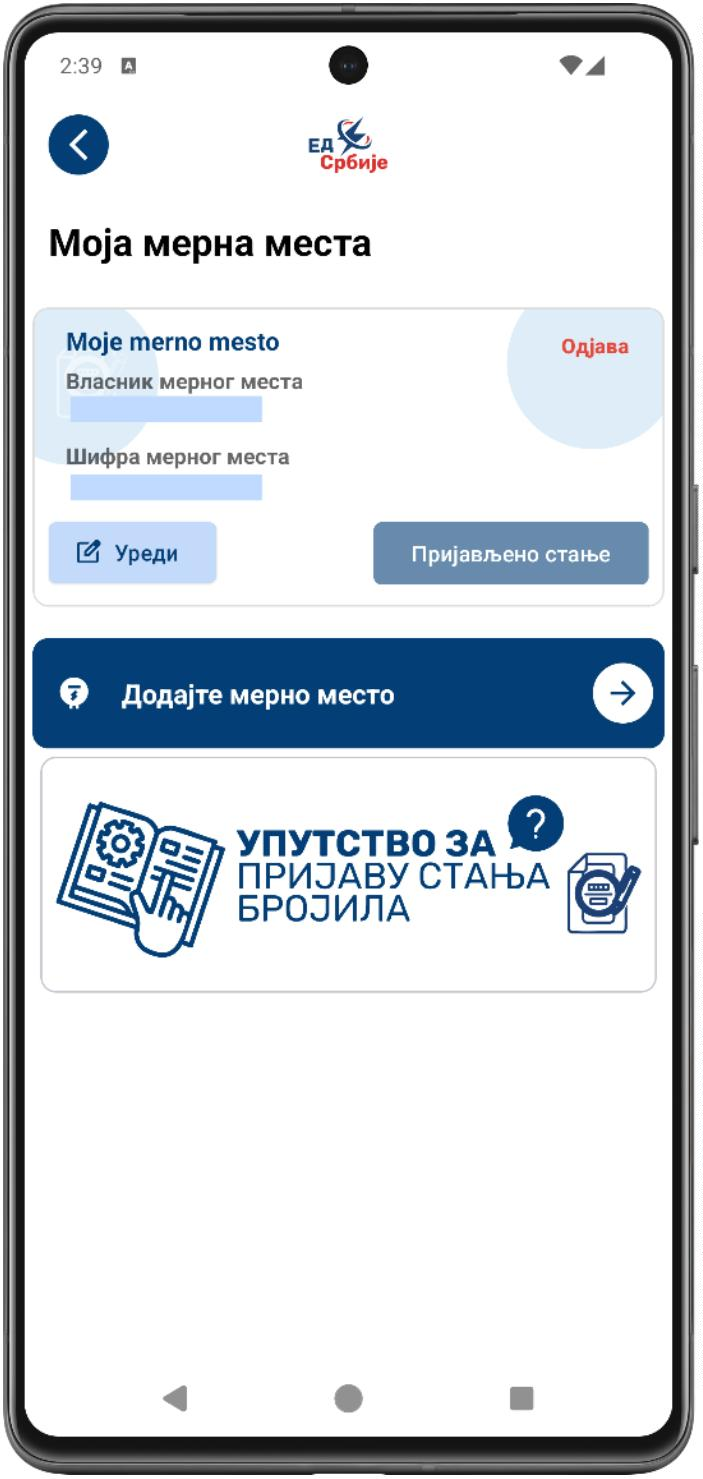 2:39 A
ЕД
Србије
Моја мерна места
Moje merno mesto
Одјава
Власник мерног места
Шифра мерног места
Уреди
Пријављено стање
Додајте мерно место
?
УПУТСТВО ЗА
ПРИЈАВУ СТАЊА
БРОЈИЛА